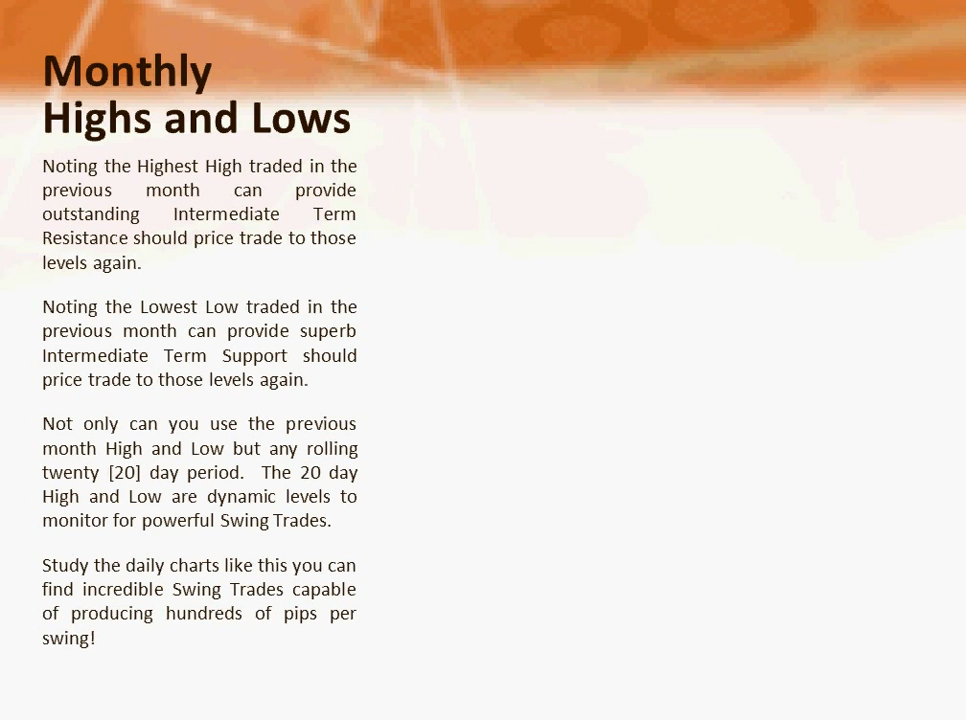 Monthly
Highs and Lows
Noting the Highest High traded in the
previous month can provide
outstanding Intermediate Term
Resistance should price trade to those
levels again.
Noting the Lowest Low traded in the
previous month can provide superb
Intermediate Term Support should
price trade to those levels again.
Not only can you use the previous
month High and Low but any rolling
twenty [20] day period.  The 20 day
High and Low are dynamic levels to
monitor for powerful Swing Trades.
Study the daily charts like this you can
find incredible Swing Trades capable
of producing hundreds of pips per
swing!